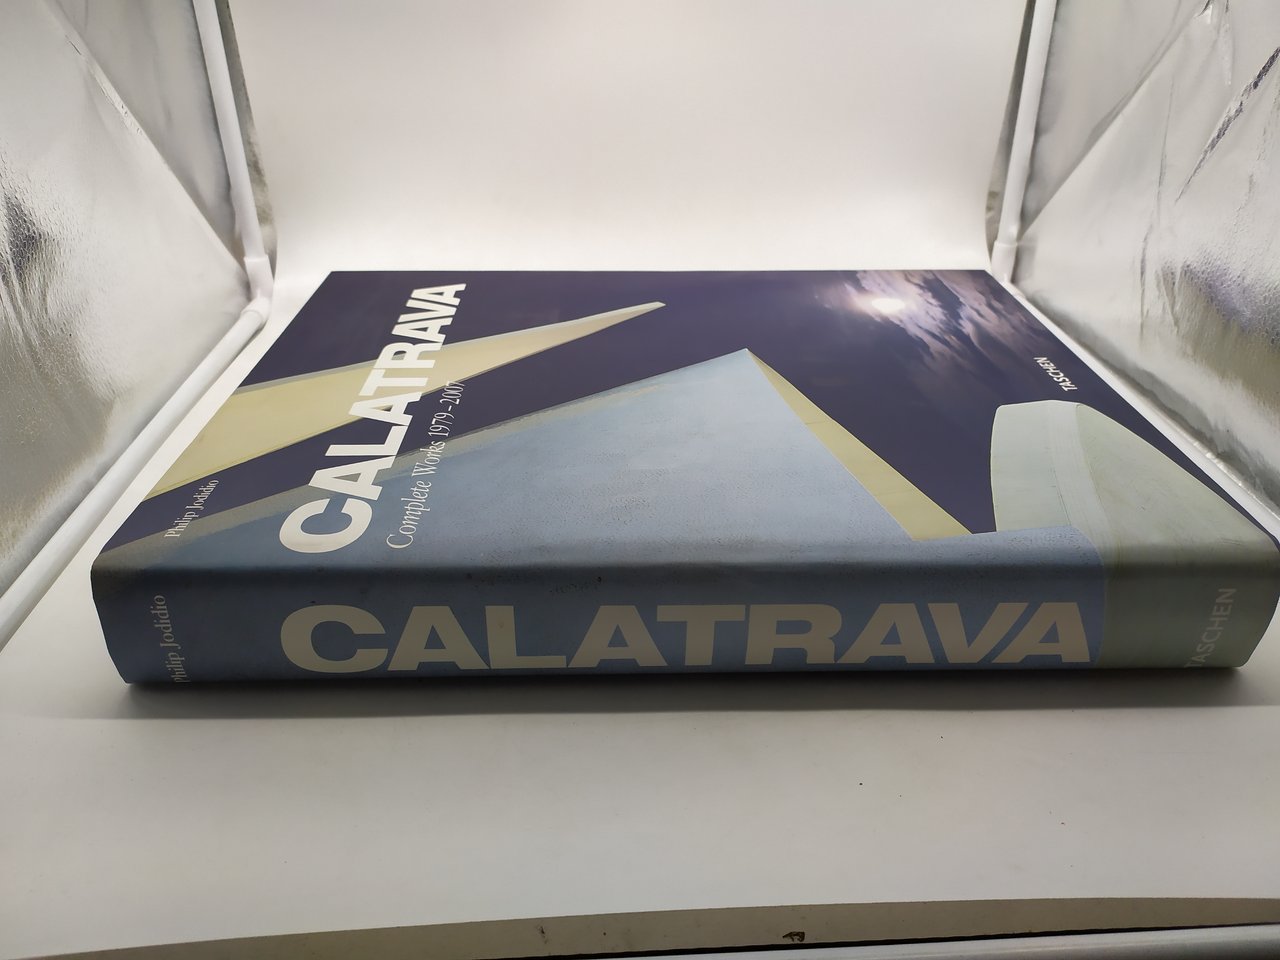 Philip Jodidio
CALATRAVA
Complete Works 1979–2007
TASCHEN
Philip Jodidio
CALATRAVA
TASCHEN